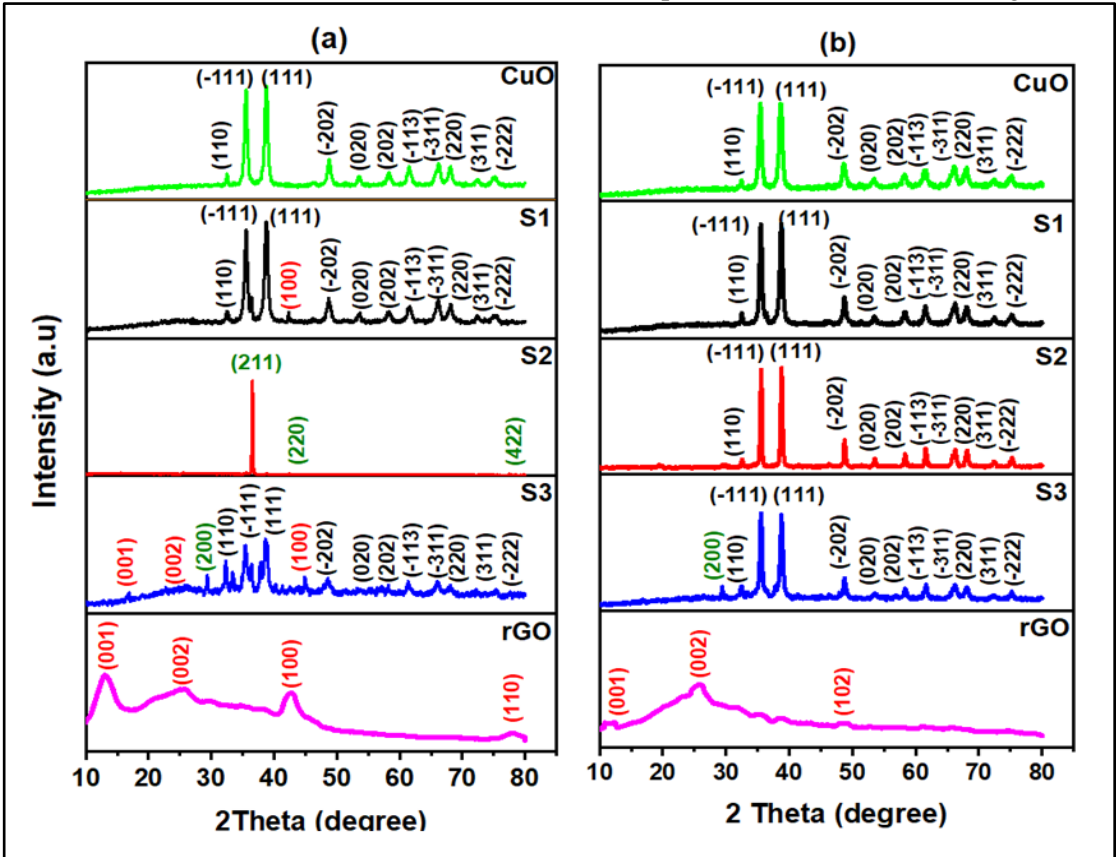 (a)
CuO
(-111) (111)
(110) (-202) (020) (202) (-113) (-311) (220) (311) (-222)
S1
(-111) (111)
(110) (100) (-202) (020) (202) (-113) (-311) (220) (311) (-222)
S2
(211)
(220) (422)
S3
(001) (002) (200) (110) (-111) (111) (100) (-202) (020) (202) (-113) (-311) (220) (311) (-222)
rGO
(001) (002) (100) (110)
10 20 30 40 50 60 70 80
2Theta (degree)
Intensity (a.u)
(b)
CuO
(-111) (111)
(110) (-202) (020) (202) (-113) (-311) (220) (311) (-222)
S1
(-111) (111)
(110) (-202) (020) (202) (-113) (-311) (220) (311) (-222)
S2
(-111) (111)
(110) (-202) (020) (202) (-113) (-311) (220) (311) (-222)
S3
(-111) (111)
(200) (110) (-202) (020) (202) (-113) (-311) (220) (311) (-222)
rGO
(001) (002) (102)
10 20 30 40 50 60 70 80
2 Theta (degree)